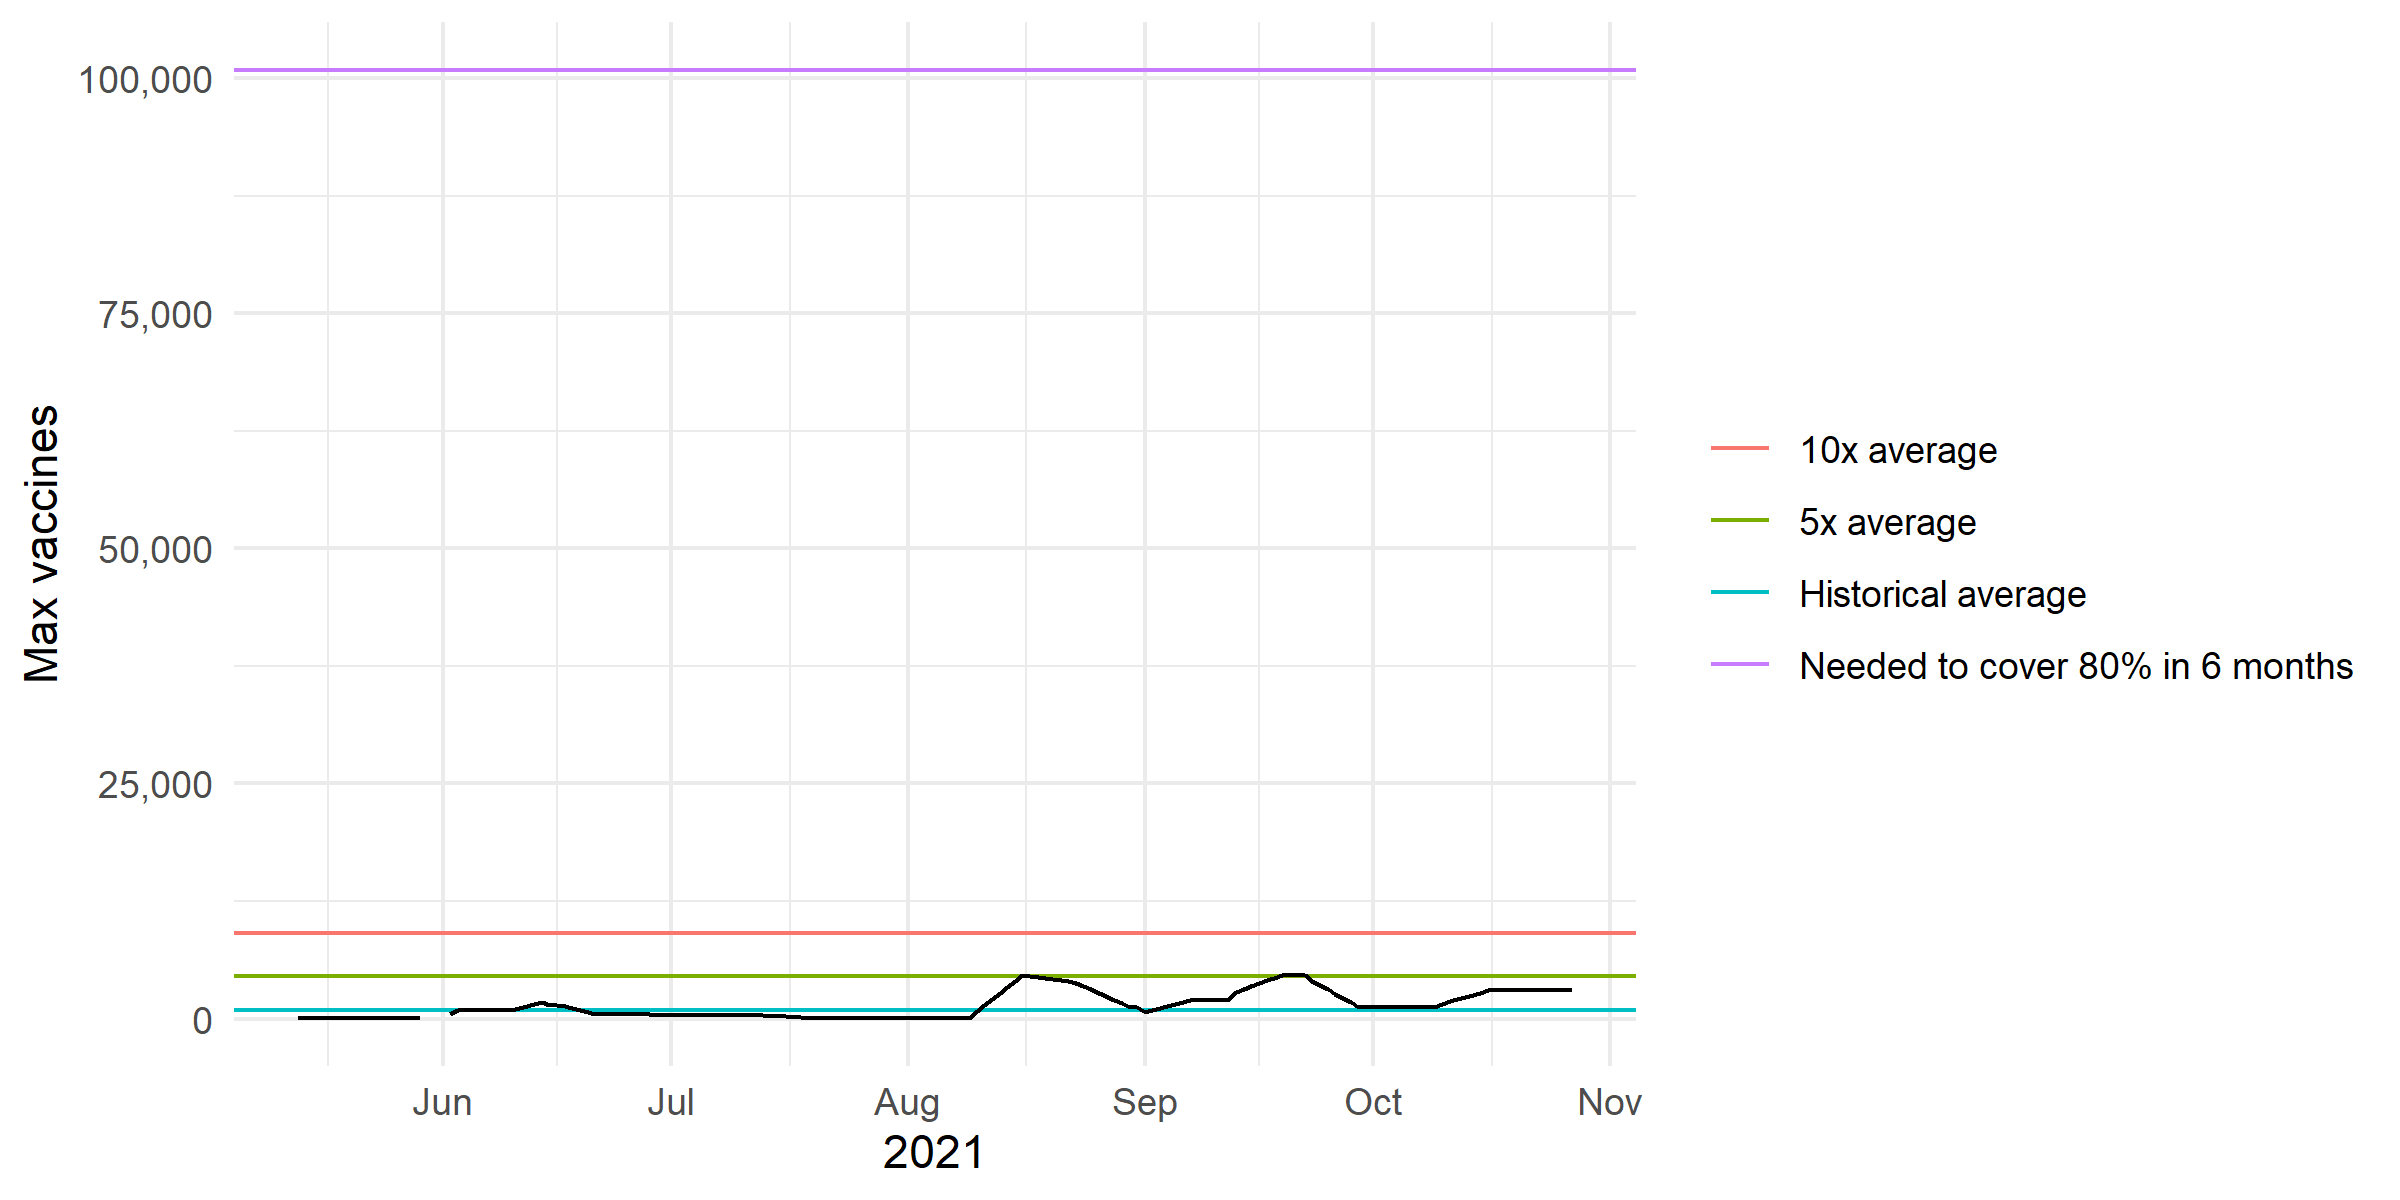 Max vaccines
100,000
75,000
50,000
25,000
0
Jun Jul Aug Sep Oct Nov
2021
10x average
5x average
Historical average
Needed to cover 80% in 6 months